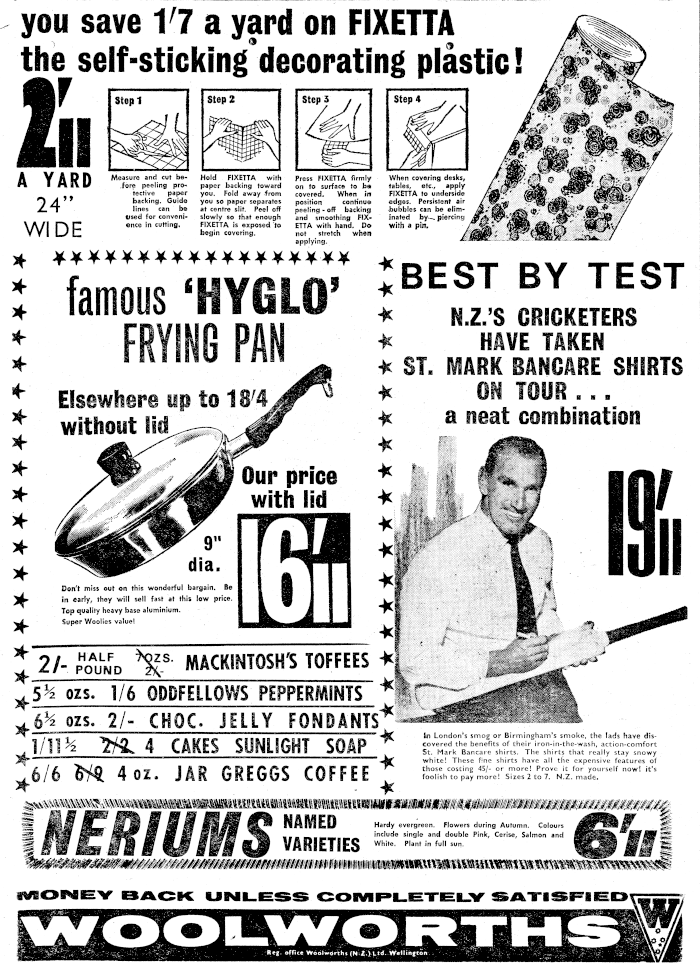 you save 1'7 a yard on FIXETTA
the self-sticking decorating plastic!
2'11
A YARD
24"
WIDE
Step 1
Measure and cut be-
fore peeling pro-
tective paper
backing. Guide
lines can be
used for conveni-
ence in cutting.
Step 2
Hold FIXETTA with
paper backing toward
you. Fold away from
you so paper separates
at centre slit. Peel off
slowly so that enough
FIXETTA is exposed to
begin covering.
Step 3
Press FIXETTA firmly
on to surface to be
covered. When in
position continue
peeling-off backing
and smoothing FIX-
ETTA with hand. Do
not stretch when
applying.
Step 4
When covering desks,
tables, etc., apply
FIXETTA to underside
edges. Persistent air
bubbles can be elim-
inated by piercing
with a pin.
famous 'HYGLO'
FRYING PAN
Elsewhere up to 18'4
without lid
Our price
with lid
16'11
9"
dia.
Don't miss out on this wonderful bargain. Be
in early, they will sell fast at this low price.
Top quality heavy base aluminium.
Super Woolies value!
2/- HALF POUND 7OZS. 2/- MACKINTOSH'S TOFFEES
5½ ozs. 1/6 ODDFELLOWS PEPPERMINTS
6½ ozs. 2/- CHOC. JELLY FONDANTS
1/11½ 2/2 4 CAKES SUNLIGHT SOAP
6/6 6/9 4 oz. JAR GREGGS COFFEE
BEST BY TEST
N.Z.'S CRICKETERS
HAVE TAKEN
ST. MARK BANCARE SHIRTS
ON TOUR . . .
a neat combination
19'11
In London's smog or Birmingham's smoke, the lads have dis-
covered the benefits of their iron-in-the-wash, action-comfort
St. Mark Bancare shirts. The shirts that really stay snowy
white! These fine shirts have all the expensive features of
those costing 45/- or more! Prove it for yourself now! it's
foolish to pay more! Sizes 2 to 7. N.Z. made.
NERIUMS
NAMED
VARIETIES
Hardy evergreen. Flowers during Autumn. Colours
include single and double Pink, Cerise, Salmon and
White. Plant in full sun.
6'11
MONEY BACK UNLESS COMPLETELY SATISFIED
W
WOOLWORTHS
Reg. office Woolworths (N.Z.) Ltd. Wellington